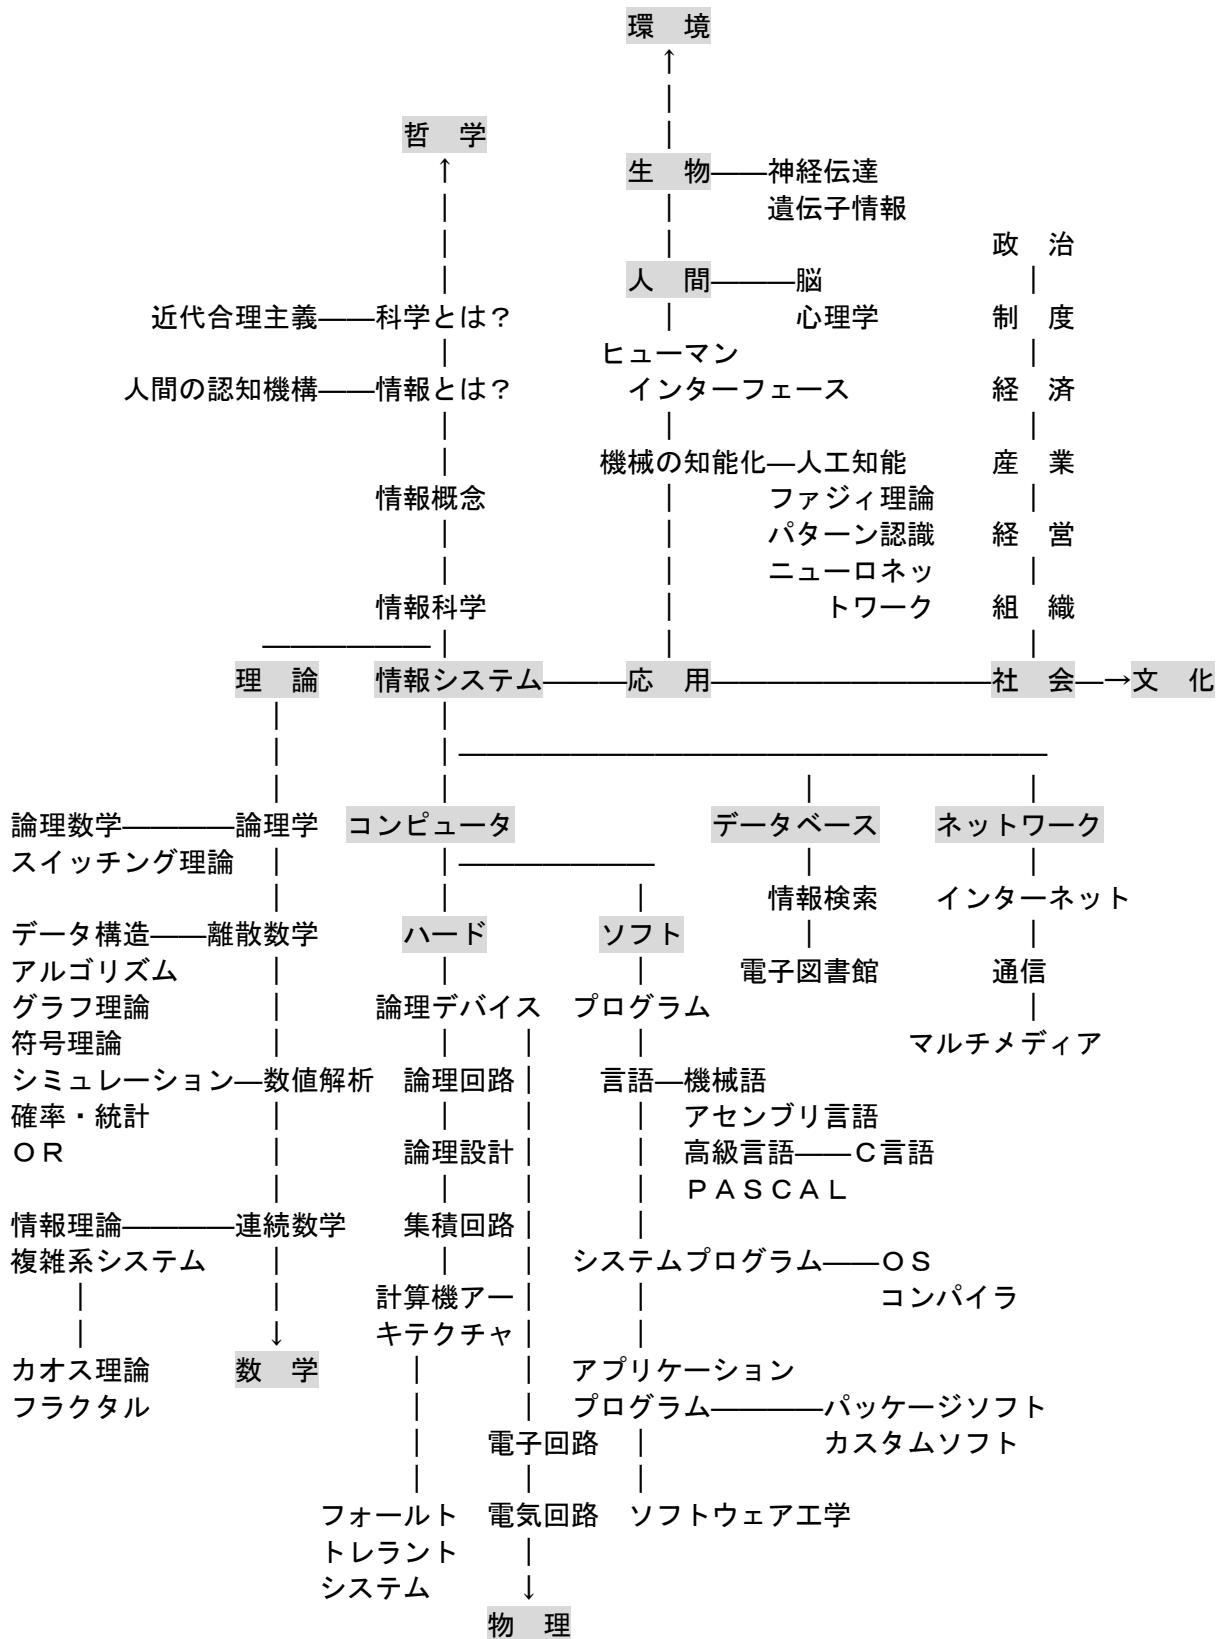 環　境
哲　学
生　物――神経伝達
遺伝子情報
政　治
人　間―――脳
近代合理主義――科学とは？
心理学
制　度
ヒューマン
人間の認知機構――情報とは？
インターフェース
経　済
機械の知能化―人工知能
産　業
情報概念
ファジィ理論
パターン認識
経　営
ニューロネッ
情報科学
トワーク
組　織
理　論
情報システム―――応　用――――――――――社　会―→文　化
論理数学――――論理学
コンピュータ
データベース
ネットワーク
スイッチング理論
情報検索
インターネット
データ構造――離散数学
ハード
ソフト
アルゴリズム
電子図書館
通信
グラフ理論
論理デバイス
プログラム
符号理論
マルチメディア
シミュレーション―数値解析
論理回路
言語―機械語
確率・統計
アセンブリ言語
ＯＲ
論理設計
高級言語――Ｃ言語
ＰＡＳＣＡＬ
情報理論――――連続数学
集積回路
複雑系システム
システムプログラム――ＯＳ
計算機アー
コンパイラ
キテクチャ
カオス理論
数　学
アプリケーション
フラクタル
プログラム――――パッケージソフト
電子回路
カスタムソフト
フォールト
電気回路
ソフトウェア工学
トレラント
システム
物　理